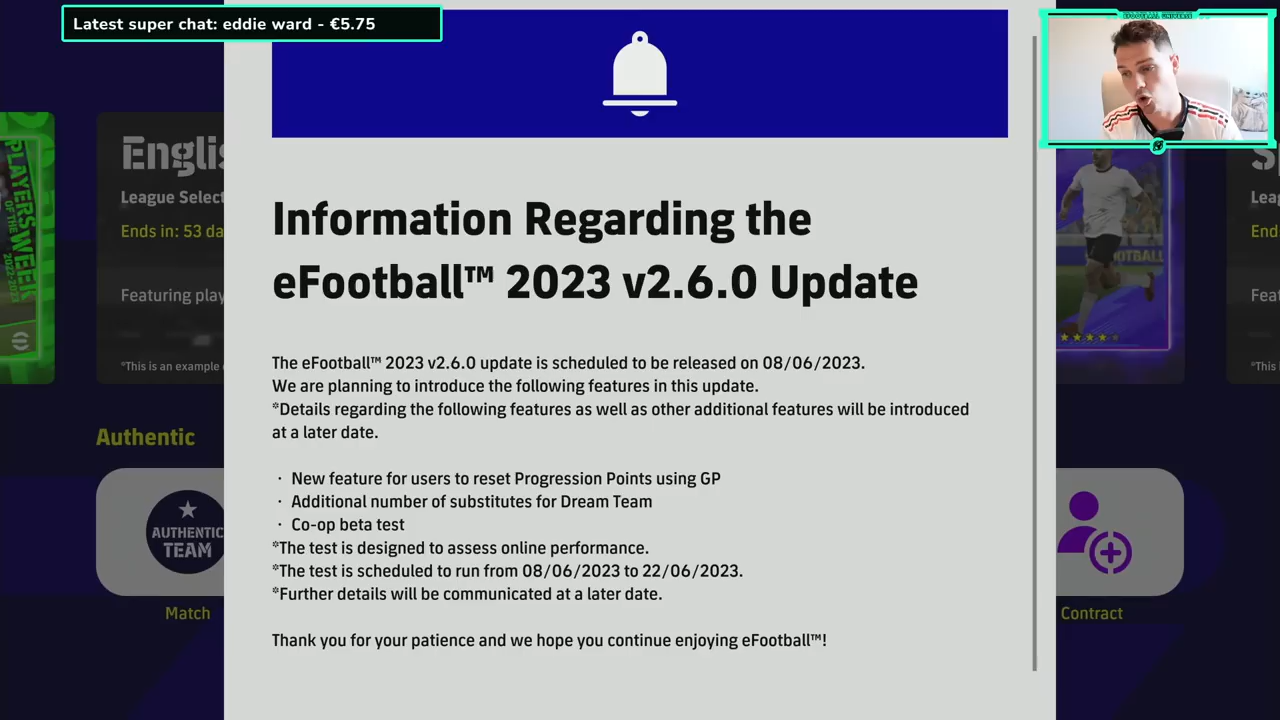 Latest super chat: eddie ward - €5.75
EFOOTBALL UNIVERSE
PLAYERS
OF THE WEEK
2022-2023
Englis
League Select
Ends in: 53 da
Featuring play
*This is an example
Information Regarding the
eFootball™ 2023 v2.6.0 Update
The eFootball™ 2023 v2.6.0 update is scheduled to be released on 08/06/2023.
We are planning to introduce the following features in this update.
*Details regarding the following features as well as other additional features will be introduced
at a later date.
· New feature for users to reset Progression Points using GP
· Additional number of substitutes for Dream Team
· Co-op beta test
*The test is designed to assess online performance.
*The test is scheduled to run from 08/06/2023 to 22/06/2023.
*Further details will be communicated at a later date.
Thank you for your patience and we hope you continue enjoying eFootball™!
Authentic
AUTHENTIC
TEAM
Match
OTBALL
Sp
Leag
Ends
Feat
*This i
Contract